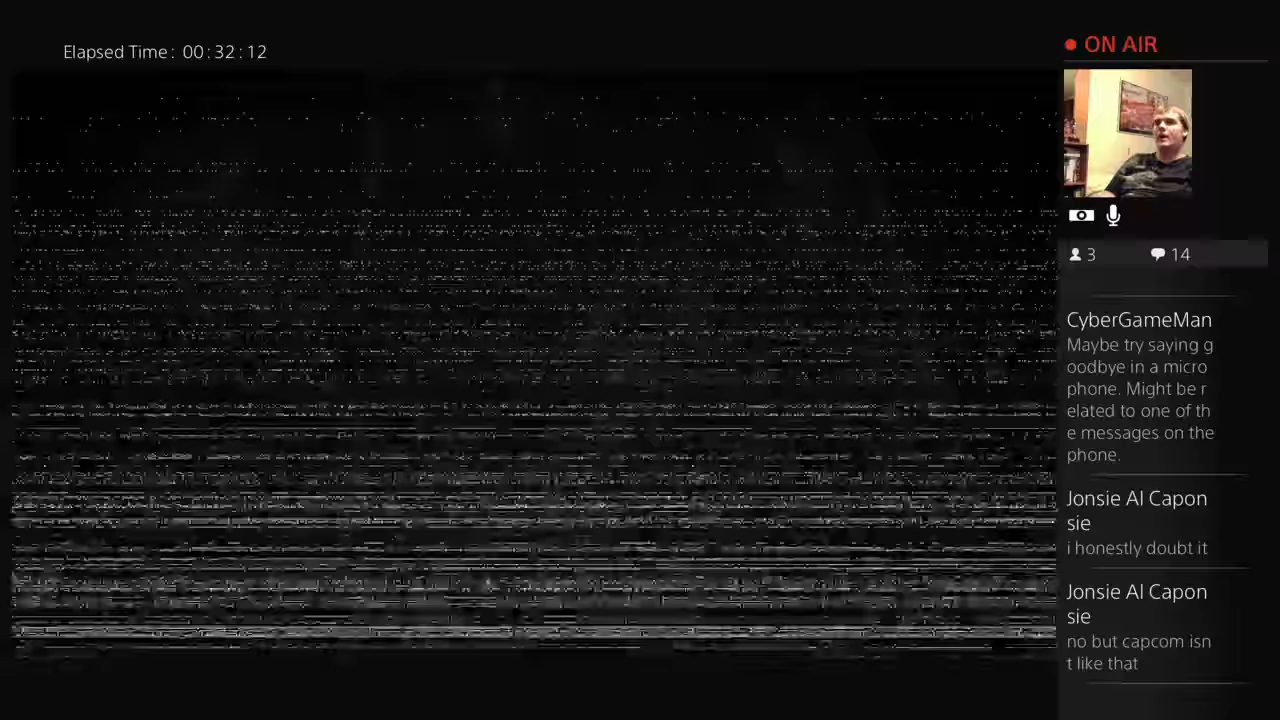 Elapsed Time: 00:32:12
ON AIR
3 14
CyberGameMan
Maybe try saying g
oodbye in a micro
phone. Might be r
elated to one of th
e messages on the
phone.
Jonsie Al Capon
sie
i honestly doubt it
Jonsie Al Capon
sie
no but capcom isn
t like that